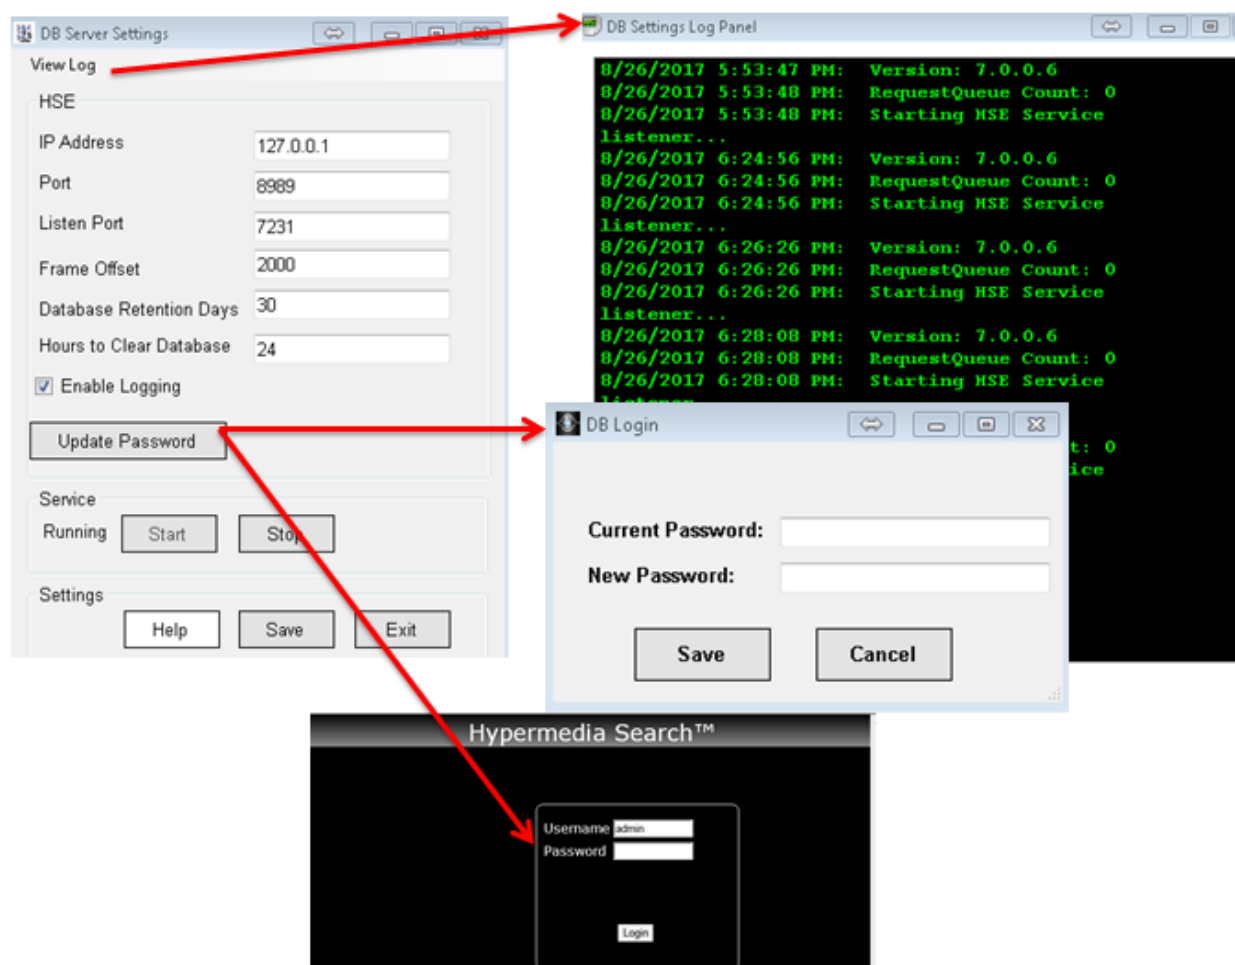 DB Server Settings
View Log
HSE
IP Address 127.0.0.1
Port 8989
Listen Port 7231
Frame Offset 2000
Database Retention Days 30
Hours to Clear Database 24
Enable Logging
Update Password
Service
Running Start Stop
Settings
Help Save Exit
DB Settings Log Panel
8/26/2017 5:53:47 PM: Version: 7.0.0.6
8/26/2017 5:53:48 PM: RequestQueue Count: 0
8/26/2017 5:53:48 PM: Starting HSE Service
listener...
8/26/2017 6:24:56 PM: Version: 7.0.0.6
8/26/2017 6:24:56 PM: RequestQueue Count: 0
8/26/2017 6:24:56 PM: Starting HSE Service
listener...
8/26/2017 6:26:26 PM: Version: 7.0.0.6
8/26/2017 6:26:26 PM: RequestQueue Count: 0
8/26/2017 6:26:26 PM: Starting HSE Service
listener...
8/26/2017 6:28:08 PM: Version: 7.0.0.6
8/26/2017 6:28:08 PM: RequestQueue Count: 0
8/26/2017 6:28:08 PM: Starting HSE Service
t: 0
ice
DB Login
Current Password:
New Password:
Save Cancel
Hypermedia Search™
Username admin
Password
Login